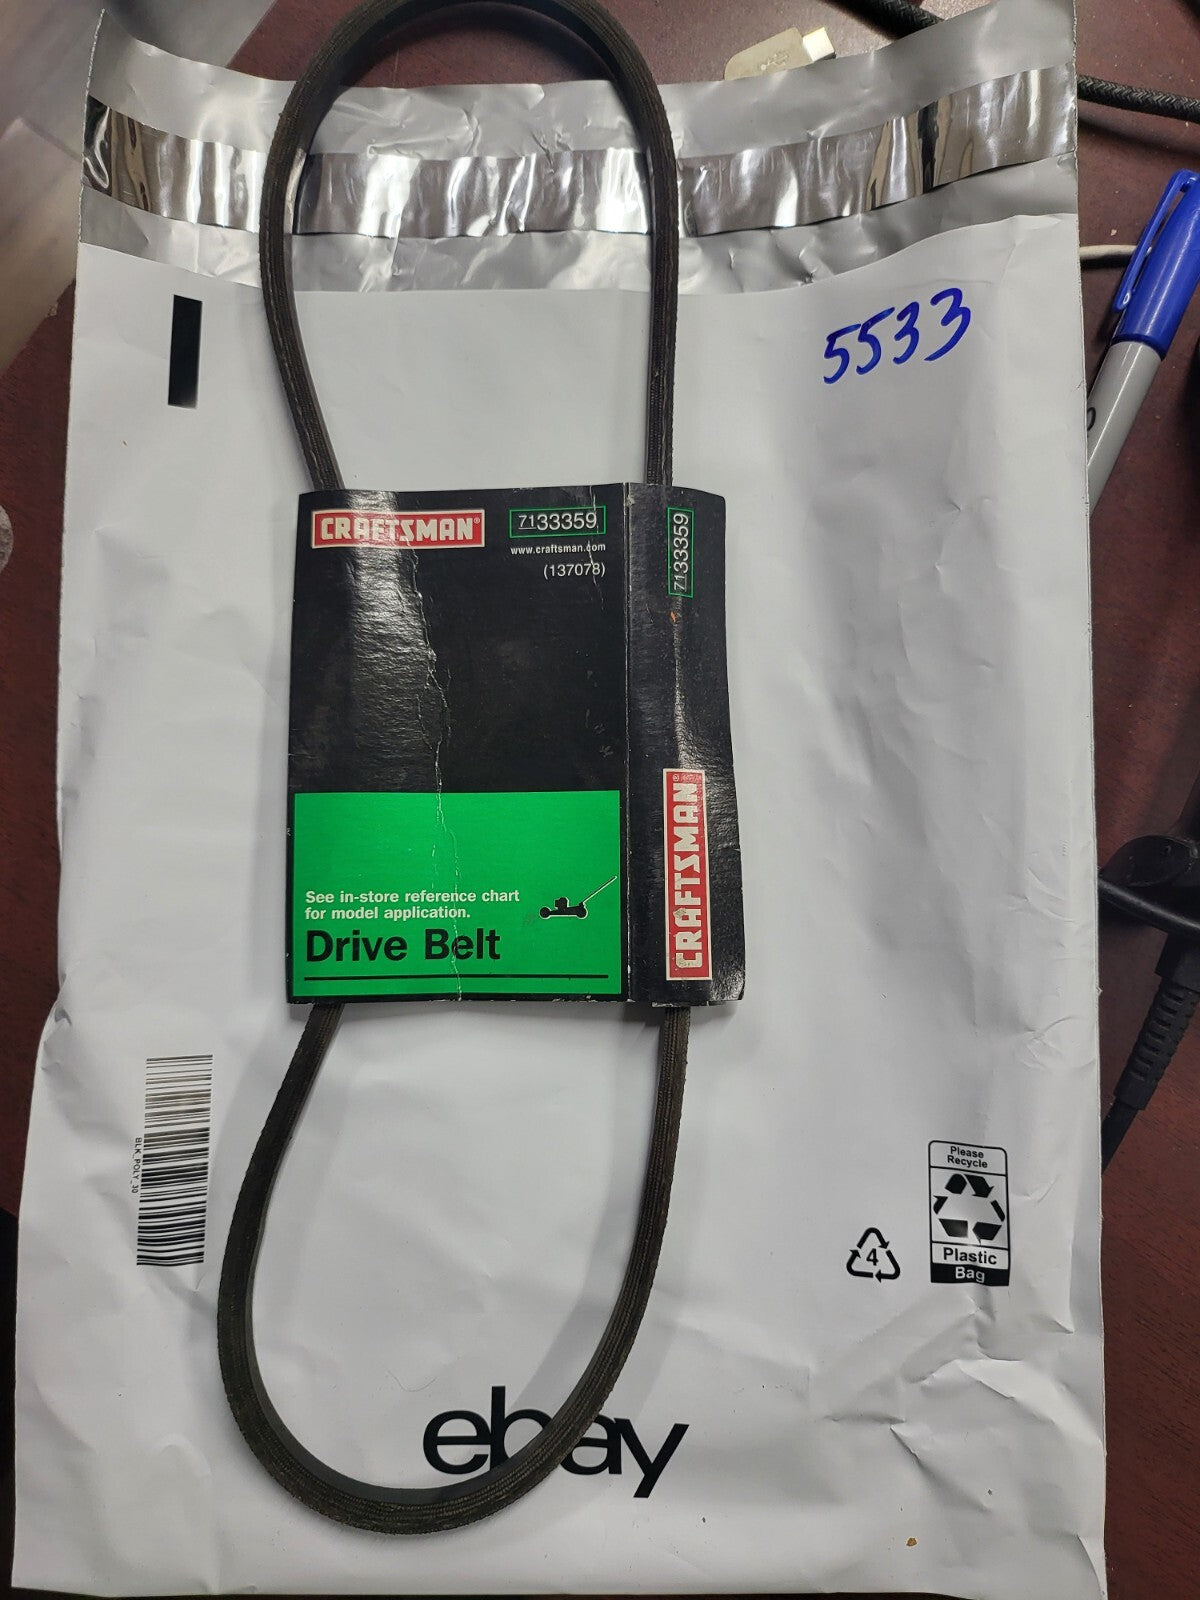 5533
CRAFTSMAN®
7133359
www.craftsman.com
(137078)
7133359
CRAFTSMAN®
See in-store reference chart
for model application.
Drive Belt
BLK_POLY_30
Please
Recycle
4
Plastic
Bag
ebay